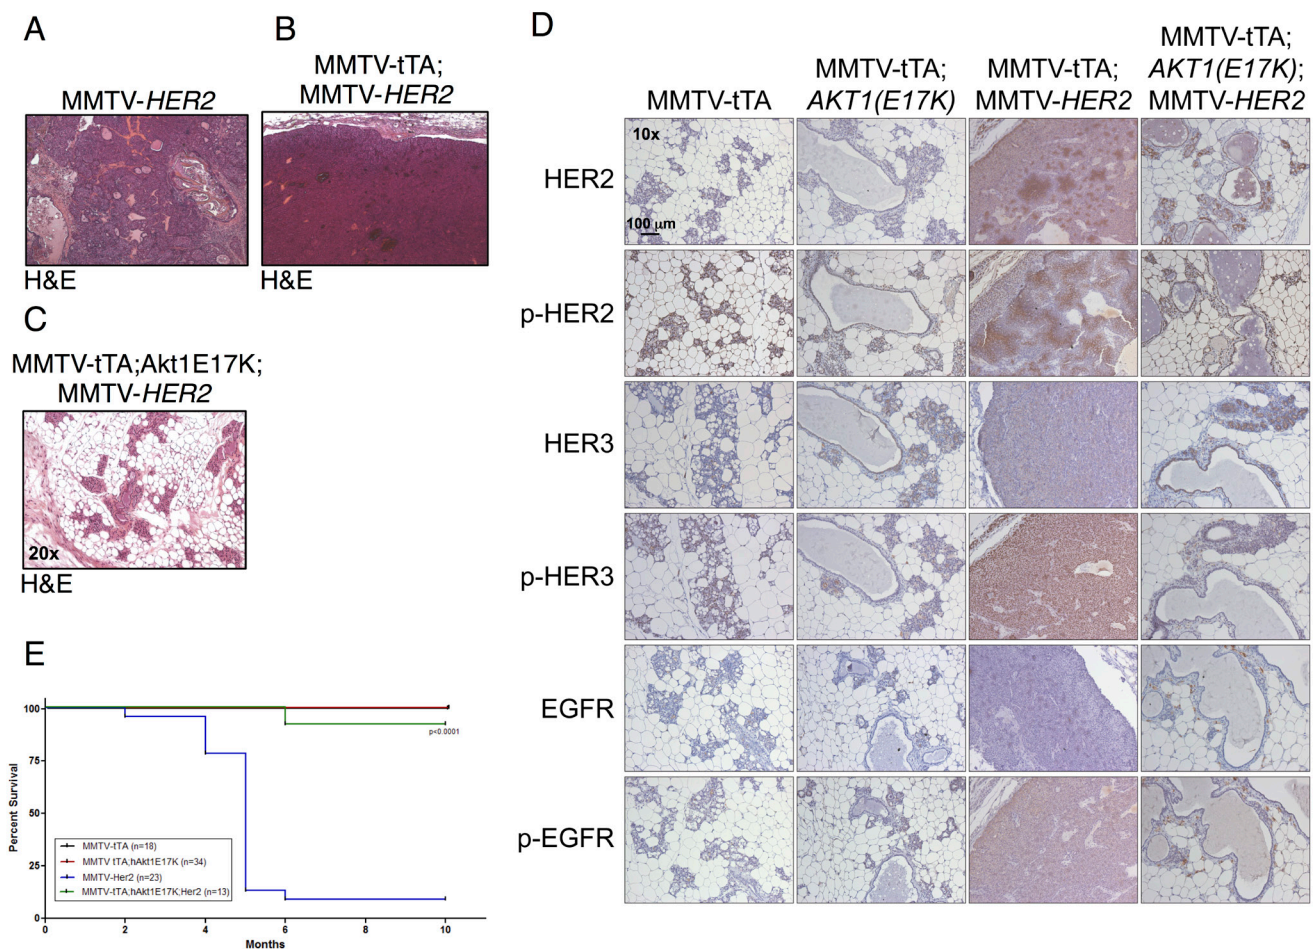 A
MMTV-HER2
H&E
B
MMTV-tTA;
MMTV-HER2
H&E
C
MMTV-tTA;Akt1E17K;
MMTV-HER2
20x
H&E
D
MMTV-tTA
MMTV-tTA;
AKT1(E17K)
MMTV-tTA;
MMTV-HER2
MMTV-tTA;
AKT1(E17K);
MMTV-HER2
10x
100 µm
HER2
p-HER2
HER3
p-HER3
EGFR
p-EGFR
E
Percent Survival
100
75
50
25
0
p<0.0001
MMTV-tTA (n=18)
MMTV tTA;hAkt1E17K (n=34)
MMTV-Her2 (n=23)
MMTV-tTA;hAkt1E17K;Her2 (n=13)
0 2 4 6 8 10
Months